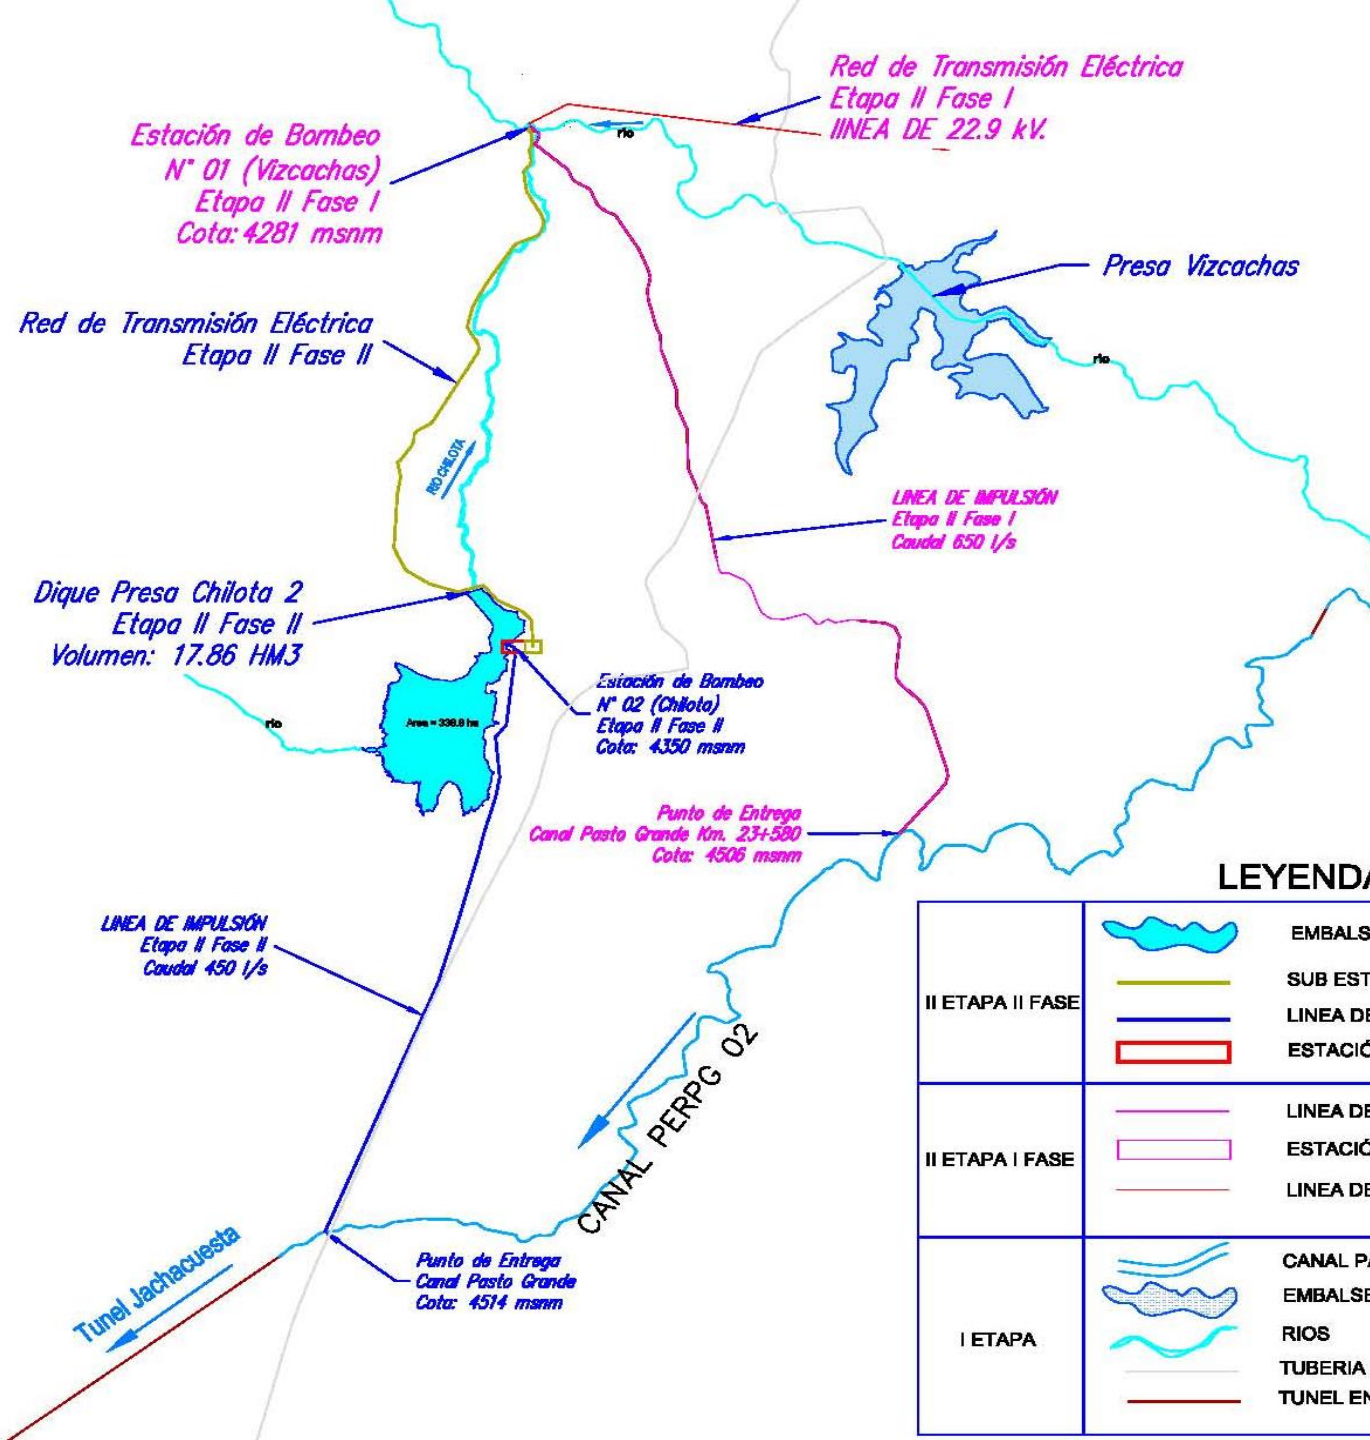 Red de Transmisión Eléctrica
Etapa II Fase I
lINEA DE 22.9 kV.
Estación de Bombeo
N° 01 (Vizcachas)
Etapa II Fase I
Cota: 4281 msnm
rio
Presa Vizcachas
Red de Transmisión Eléctrica
Etapa II Fase II
rio
RIO CHILOTA
LINEA DE IMPULSIÓN
Etapa II Fase I
Caudal 650 l/s
Dique Presa Chilota 2
Etapa II Fase II
Volumen: 17.86 HM3
Estación de Bombeo
N° 02 (Chilota)
Etapa II Fase II
Cota: 4350 msnm
rio
Area = 338.8 ha
Punto de Entrega
Canal Pasto Grande Km. 23+580
Cota: 4506 msnm
LINEA DE IMPULSIÓN
Etapa II Fase II
Caudal 450 l/s
CANAL PERPG 02
Tunel Jachacuesta
Punto de Entrega
Canal Pasto Grande
Cota: 4514 msnm
LEYENDA
II ETAPA II FASE
EMBALS
SUB EST
LINEA DE
ESTACIÓ
II ETAPA I FASE
LINEA DE
ESTACIÓ
LINEA DE
I ETAPA
CANAL PA
EMBALSE
RIOS
TUBERIA
TUNEL EN